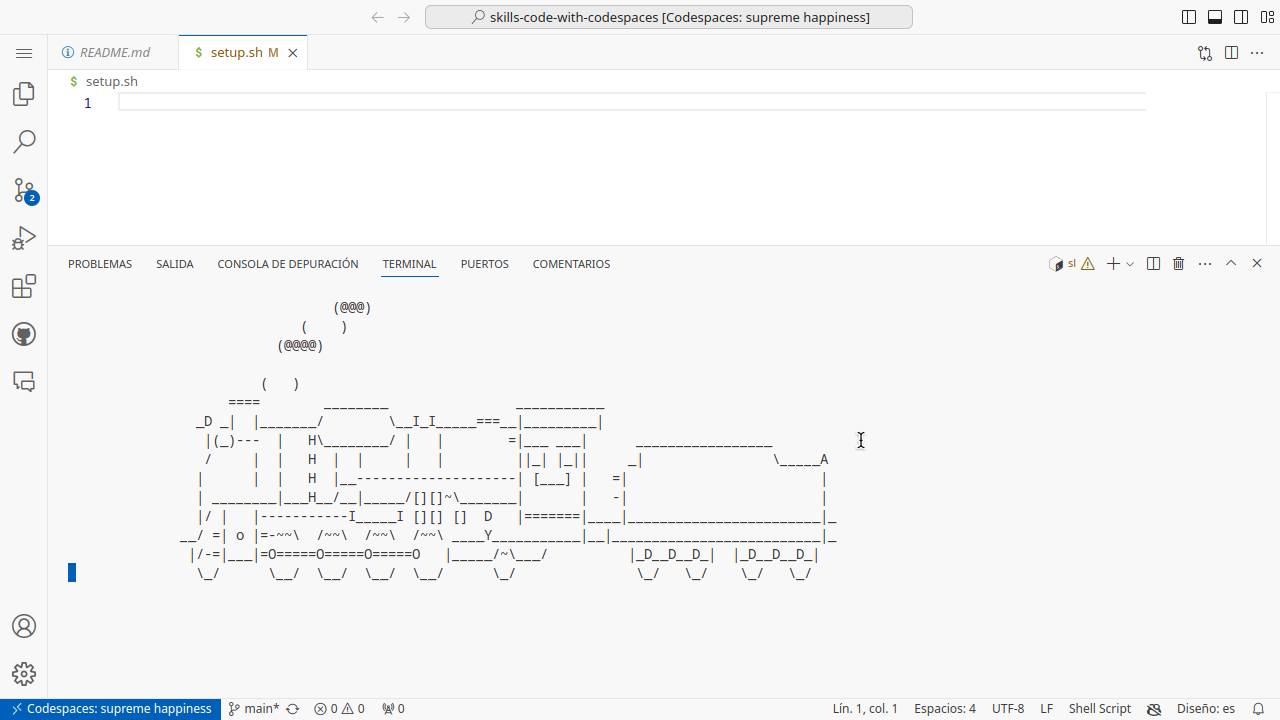 skills-code-with-codespaces [Codespaces: supreme happiness]
README.md
$ setup.sh M
$ setup.sh
1
2
PROBLEMAS SALIDA CONSOLA DE DEPURACIÓN TERMINAL PUERTOS COMENTARIOS
sl
                                 (@@@)
                             (    )
                          (@@@@)

                        (   )
                    ====        ________                ___________
                _D _|  |_______/        \__I_I_____===__|_________|
                 |(_)---  |   H\________/ |   |        =|___ ___|      _________________
                 /     |  |   H  |  |     |   |         ||_| |_||     _|                \_____A
                |      |  |   H  |__--------------------| [___] |   =|                        |
                | ________|___H__/__|_____/[][]~\_______|       |   -|                        |
                |/ |   |-----------I_____I [][] []  D   |=======|____|________________________|_
              __/ =| o |=-~~\  /~~\  /~~\  /~~\ ____Y___________|__|__________________________|_
               |/-=|___|=O=====O=====O=====O   |_____/~\___/          |_D__D__D_|  |_D__D__D_|
                \_/      \__/  \__/  \__/  \__/      \_/               \_/   \_/    \_/   \_/
Codespaces: supreme happiness main* 0 0 0 Lín. 1, col. 1 Espacios: 4 UTF-8 LF Shell Script Diseño: es